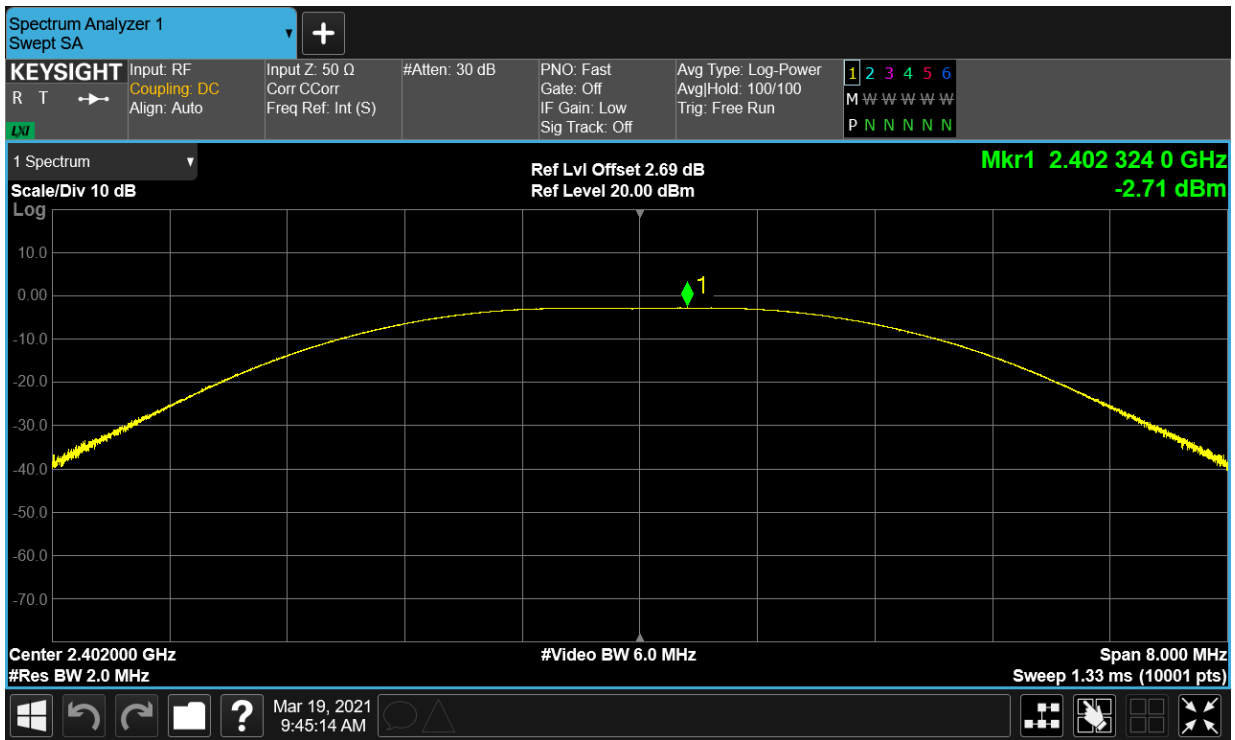 Spectrum Analyzer 1
Swept SA
KEYSIGHT
R T
LXI
Input: RF
Coupling: DC
Align: Auto
Input Z: 50 Ω
Corr CCorr
Freq Ref: Int (S)
#Atten: 30 dB
PNO: Fast
Gate: Off
IF Gain: Low
Sig Track: Off
Avg Type: Log-Power
Avg|Hold: 100/100
Trig: Free Run
1 2 3 4 5 6
M W W W W W
P N N N N N
1 Spectrum
Scale/Div 10 dB
Log
Ref Lvl Offset 2.69 dB
Ref Level 20.00 dBm
Mkr1 2.402 324 0 GHz
-2.71 dBm
10.0
0.00
-10.0
-20.0
-30.0
-40.0
-50.0
-60.0
-70.0
1
Center 2.402000 GHz
#Res BW 2.0 MHz
#Video BW 6.0 MHz
Span 8.000 MHz
Sweep 1.33 ms (10001 pts)
?
Mar 19, 2021
9:45:14 AM